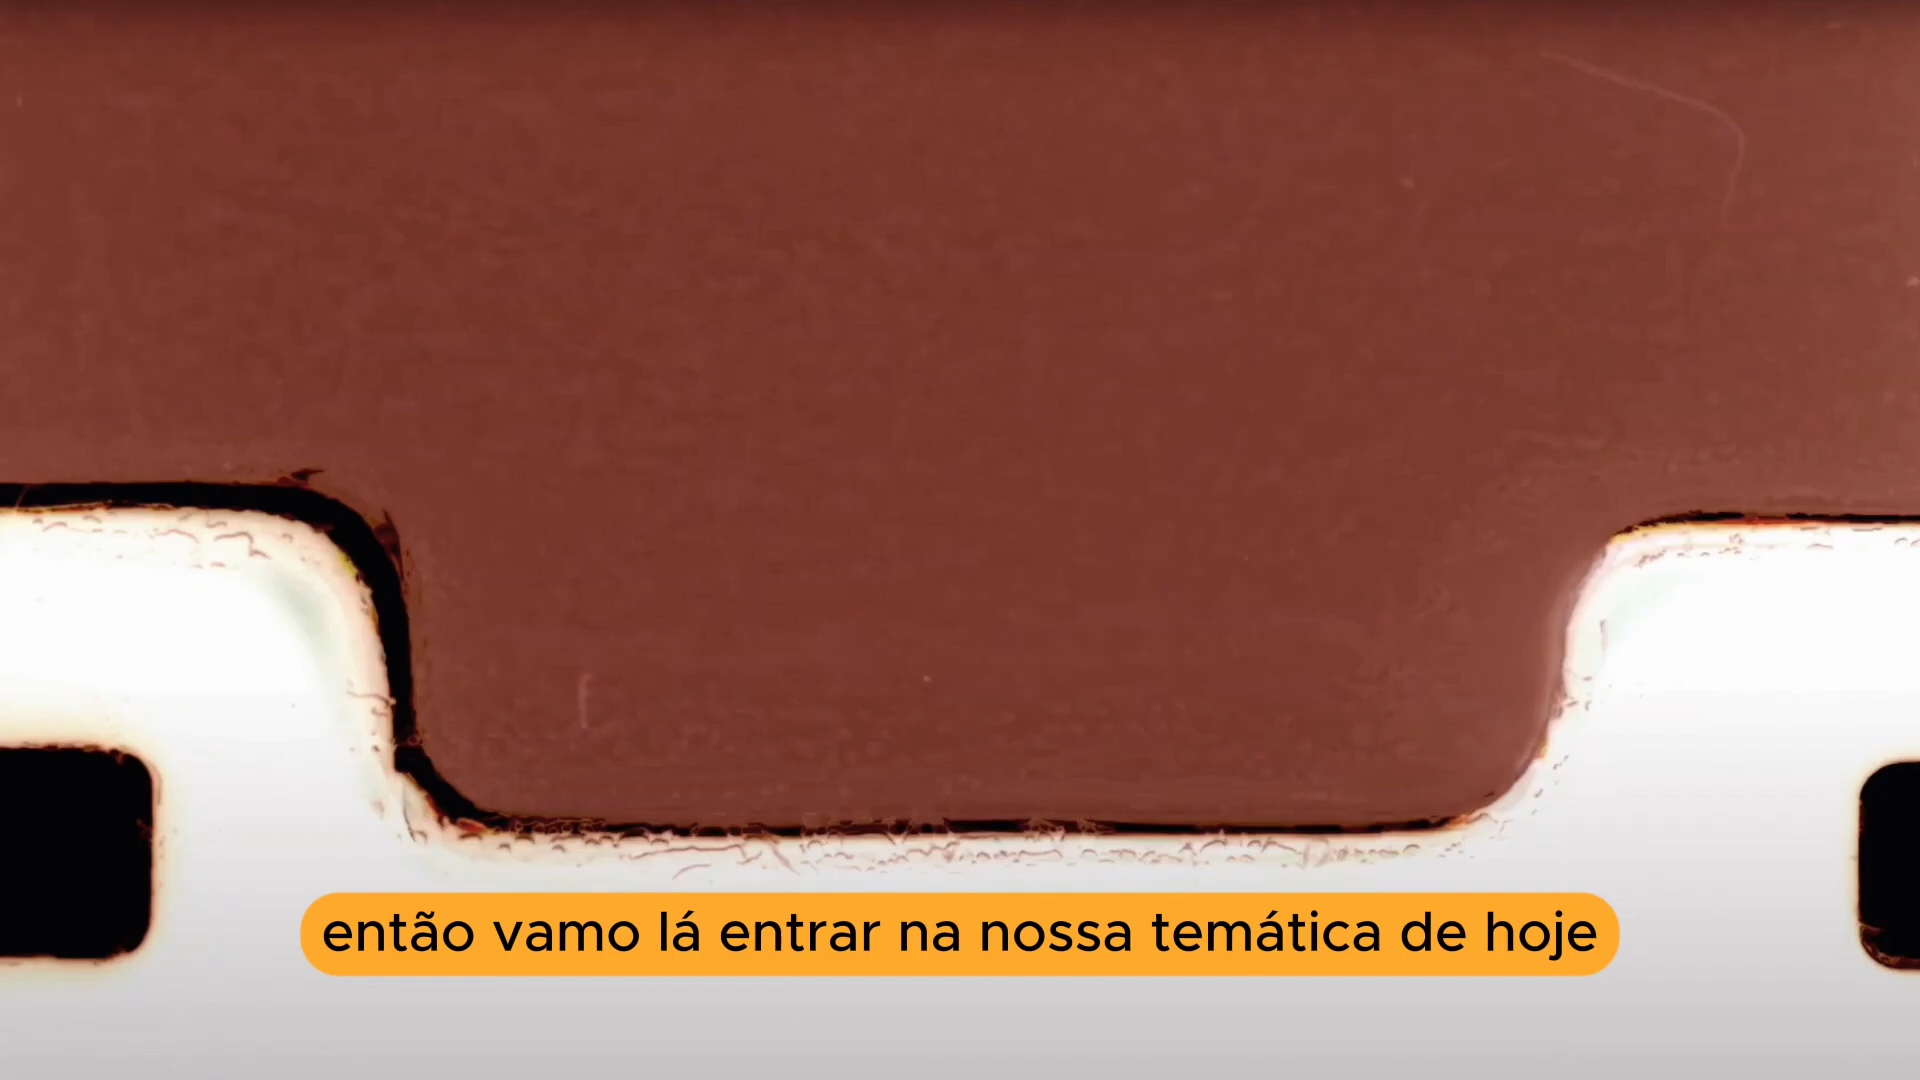 então vamo lá entrar na nossa temática de hoje